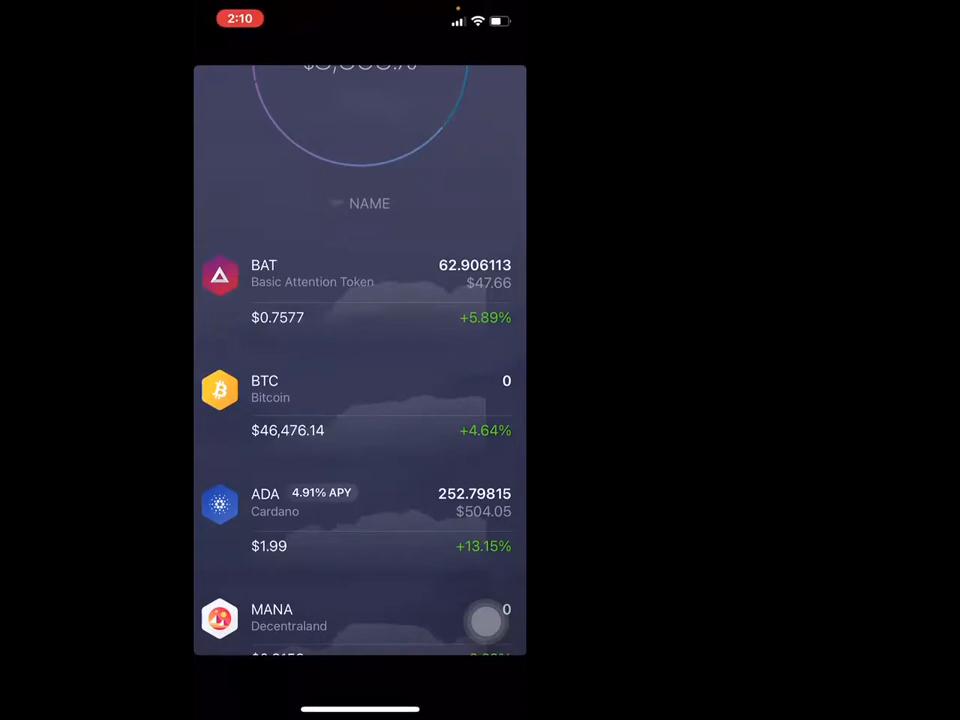 2:10
NAME
BAT 62.906113
Basic Attention Token $47.66
$0.7577 +5.89%
BTC 0
Bitcoin
$46,476.14 +4.64%
ADA 4.91% APY 252.79815
Cardano $504.05
$1.99 +13.15%
MANA 0
Decentraland